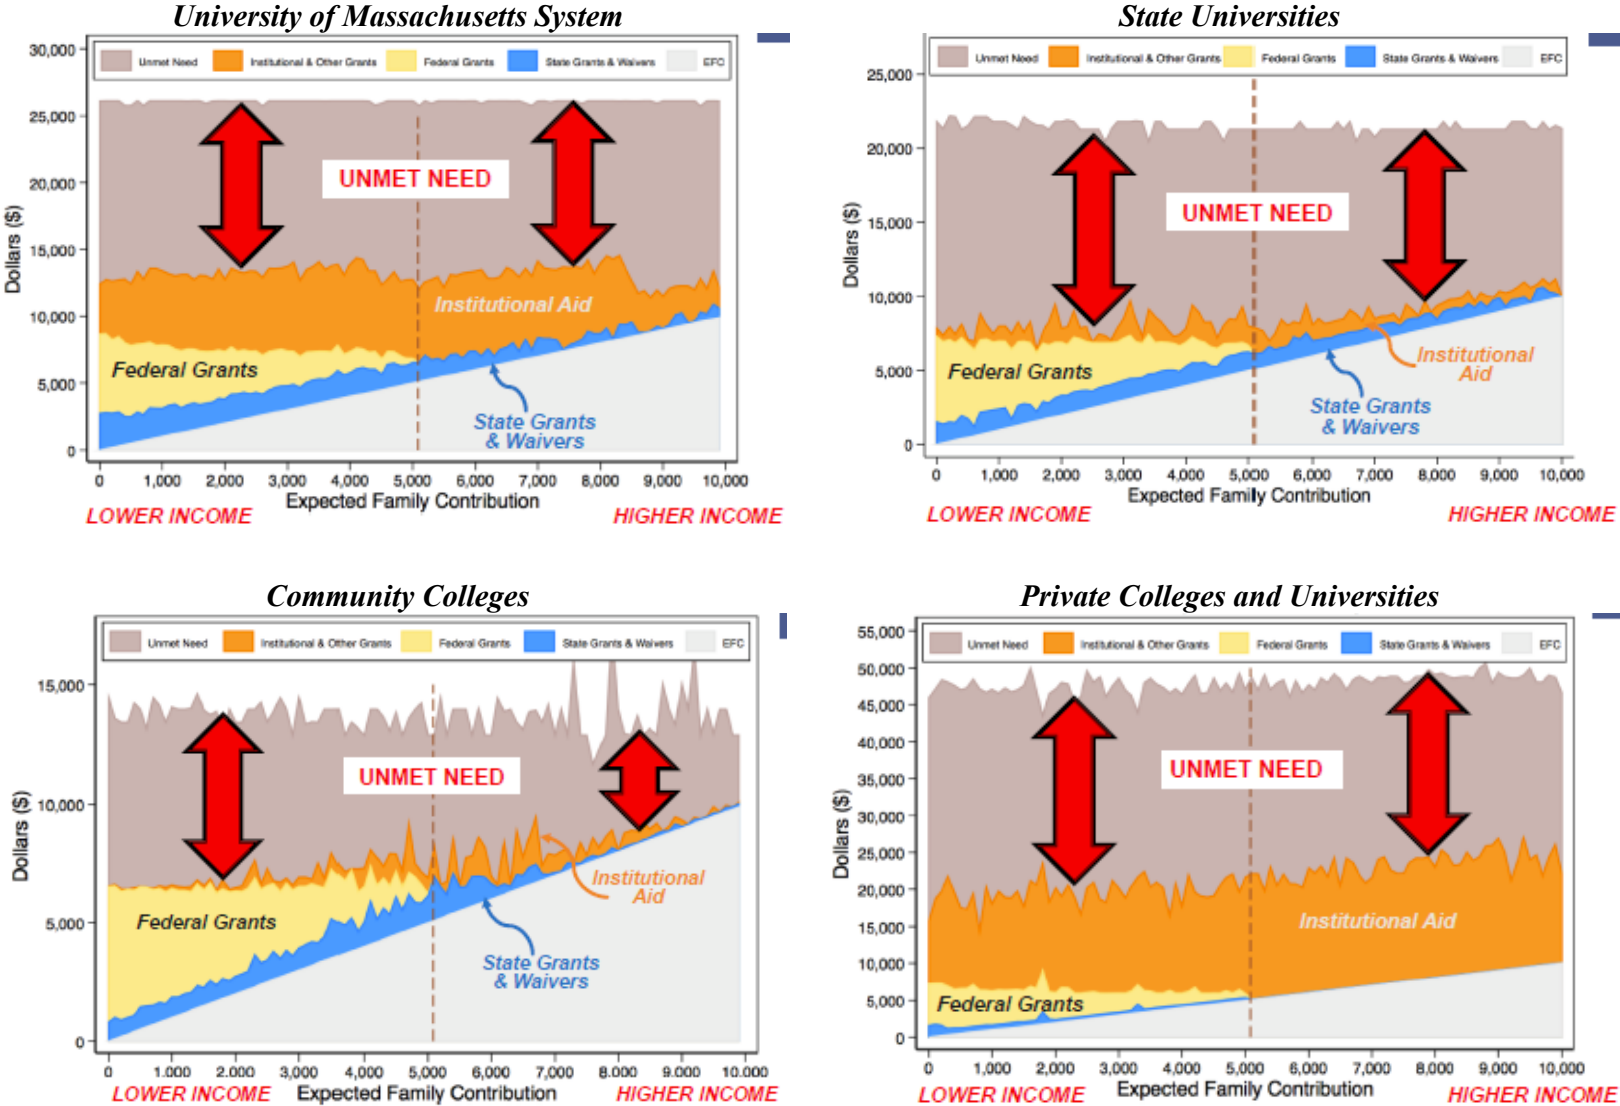 University of Massachusetts System
30,000
25,000
20,000
15,000
10,000
5,000
0
Dollars ($)
Unmet Need
Institutional & Other Grants
Federal Grants
State Grants & Waivers
EFC
UNMET NEED
Institutional Aid
Federal Grants
State Grants
& Waivers
0 1,000 2,000 3,000 4,000 5,000 6,000 7,000 8,000 9,000 10,000
Expected Family Contribution
LOWER INCOME
HIGHER INCOME
State Universities
25,000
20,000
15,000
10,000
5,000
0
Dollars ($)
Unmet Need
Institutional & Other Grants
Federal Grants
State Grants & Waivers
EFC
UNMET NEED
Federal Grants
Institutional
Aid
State Grants
& Waivers
0 1,000 2,000 3,000 4,000 5,000 6,000 7,000 8,000 9,000 10,000
Expected Family Contribution
LOWER INCOME
HIGHER INCOME
Community Colleges
15,000
10,000
5,000
0
Dollars ($)
Unmet Need
Institutional & Other Grants
Federal Grants
State Grants & Waivers
EFC
UNMET NEED
Institutional
Aid
Federal Grants
State Grants
& Waivers
0 1.000 2.000 3,000 4,000 5,000 6,000 7.000 8.000 9.000 10.000
Expected Family Contribution
LOWER INCOME
HIGHER INCOME
Private Colleges and Universities
55,000
50,000
45,000
40,000
35,000
30,000
25,000
20,000
15,000
10,000
5,000
0
Dollars ($)
Unmet Need
Institutional & Other Grants
Federal Grants
State Grants & Waivers
EFC
UNMET NEED
Institutional Aid
Federal Grants
0 1,000 2,000 3,000 4,000 5,000 6,000 7,000 8,000 9,000 10,000
Expected Family Contribution
LOWER INCOME
HIGHER INCOME